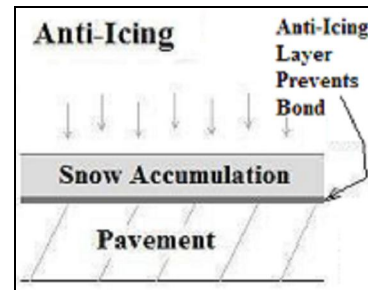 Anti-Icing
Anti-Icing
Layer
Prevents
Bond
Snow Accumulation
Pavement